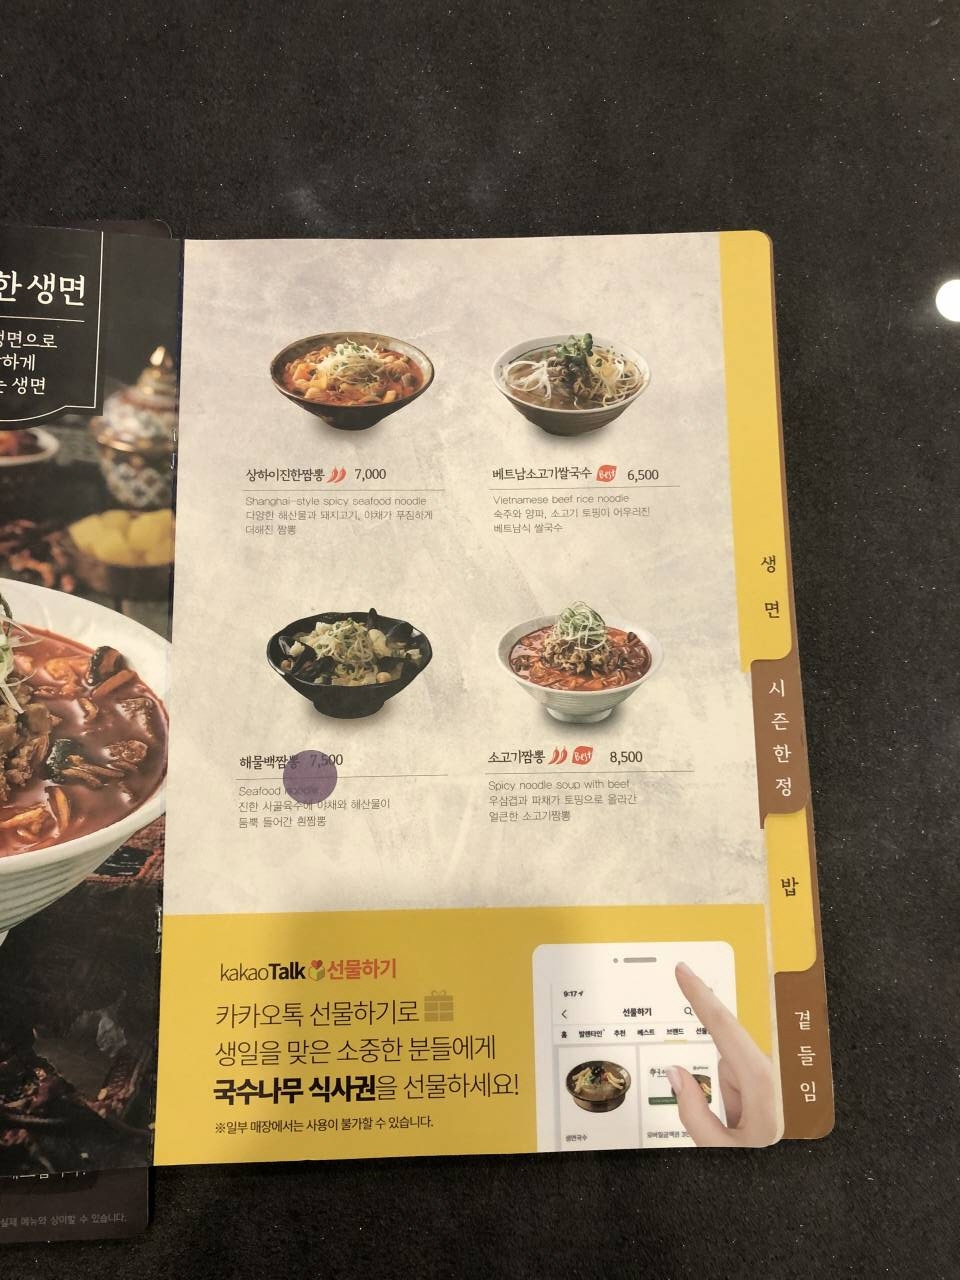 한 생면
생면으로
하게
는 생면
상하이진한짬뽕 7,000
Shanghai-style spicy seafood noodle
다양한 해산물과 돼지고기, 야채가 푸짐하게
더해진 짬뽕
베트남소고기쌀국수 Best 6,500
Vietnamese beef rice noodle
숙주와 양파, 소고기 토핑이 어우러진
베트남식 쌀국수
해물백짬뽕 7,500
Seafood noodle
진한 사골육수에 야채와 해산물이
듬뿍 들어간 흰짬뽕
소고기짬뽕 Best 8,500
Spicy noodle soup with beef
우삼겹과 파채가 토핑으로 올라간
얼큰한 소고기짬뽕
생면
시즌한정
밥
곁들임
kakaoTalk 선물하기
카카오톡 선물하기로
생일을 맞은 소중한 분들에게
국수나무 식사권을 선물하세요!
※일부 매장에서는 사용이 불가할 수 있습니다.
9:17
선물하기
홈 발렌타인 추천 베스트 브랜드 선물
생면국수
모바일금액권 3만
실제 메뉴와 상이할 수 있습니다.